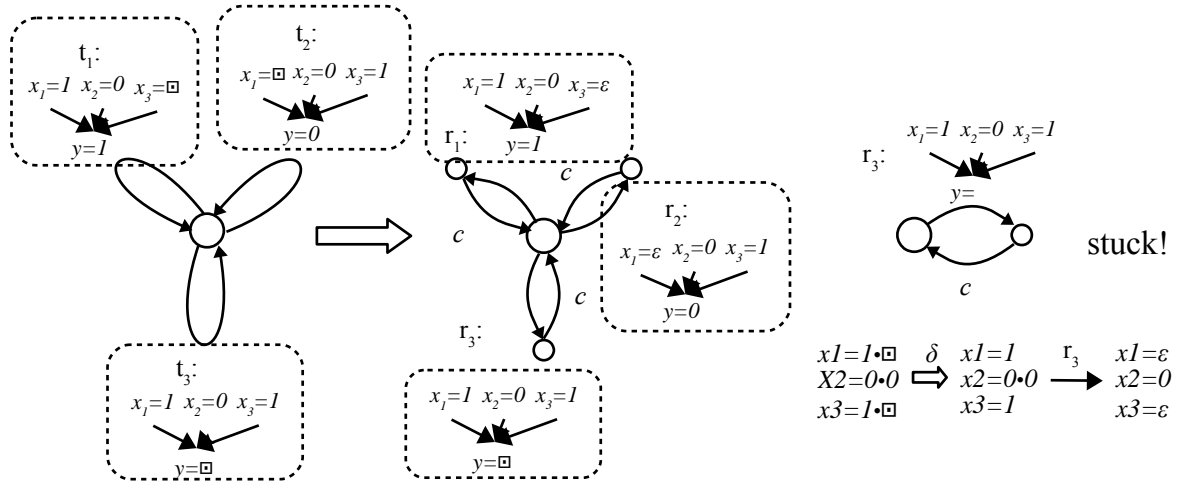 t₁:
x₁=1 x₂=0 x₃=⊡
y=1
t₂:
x₁=⊡ x₂=0 x₃=1
y=0
t₃:
x₁=1 x₂=0 x₃=1
y=⊡
x₁=1 x₂=0 x₃=ε
r₁:
y=1
c
c
r₂:
x₁=ε x₂=0 x₃=1
y=0
c
r₃:
x₁=1 x₂=0 x₃=1
y=⊡
x₁=1 x₂=0 x₃=1
r₃:
y=
stuck!
c
x1=1•⊡ δ x1=1 r₃ x1=ε
X2=0•0 x2=0•0 x2=0
x3=1•⊡ x3=1 x3=ε